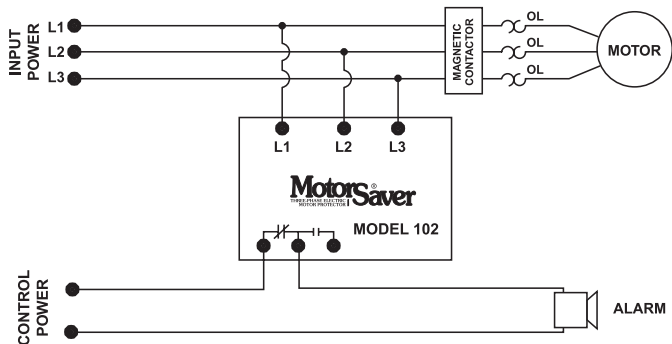 INPUT
POWER
L1
L2
L3
MAGNETIC
CONTACTOR
OL
OL
OL
MOTOR
L1
L2
L3
MotorSaver®
THREE-PHASE ELECTRIC
MOTOR PROTECTOR
MODEL 102
CONTROL
POWER
ALARM